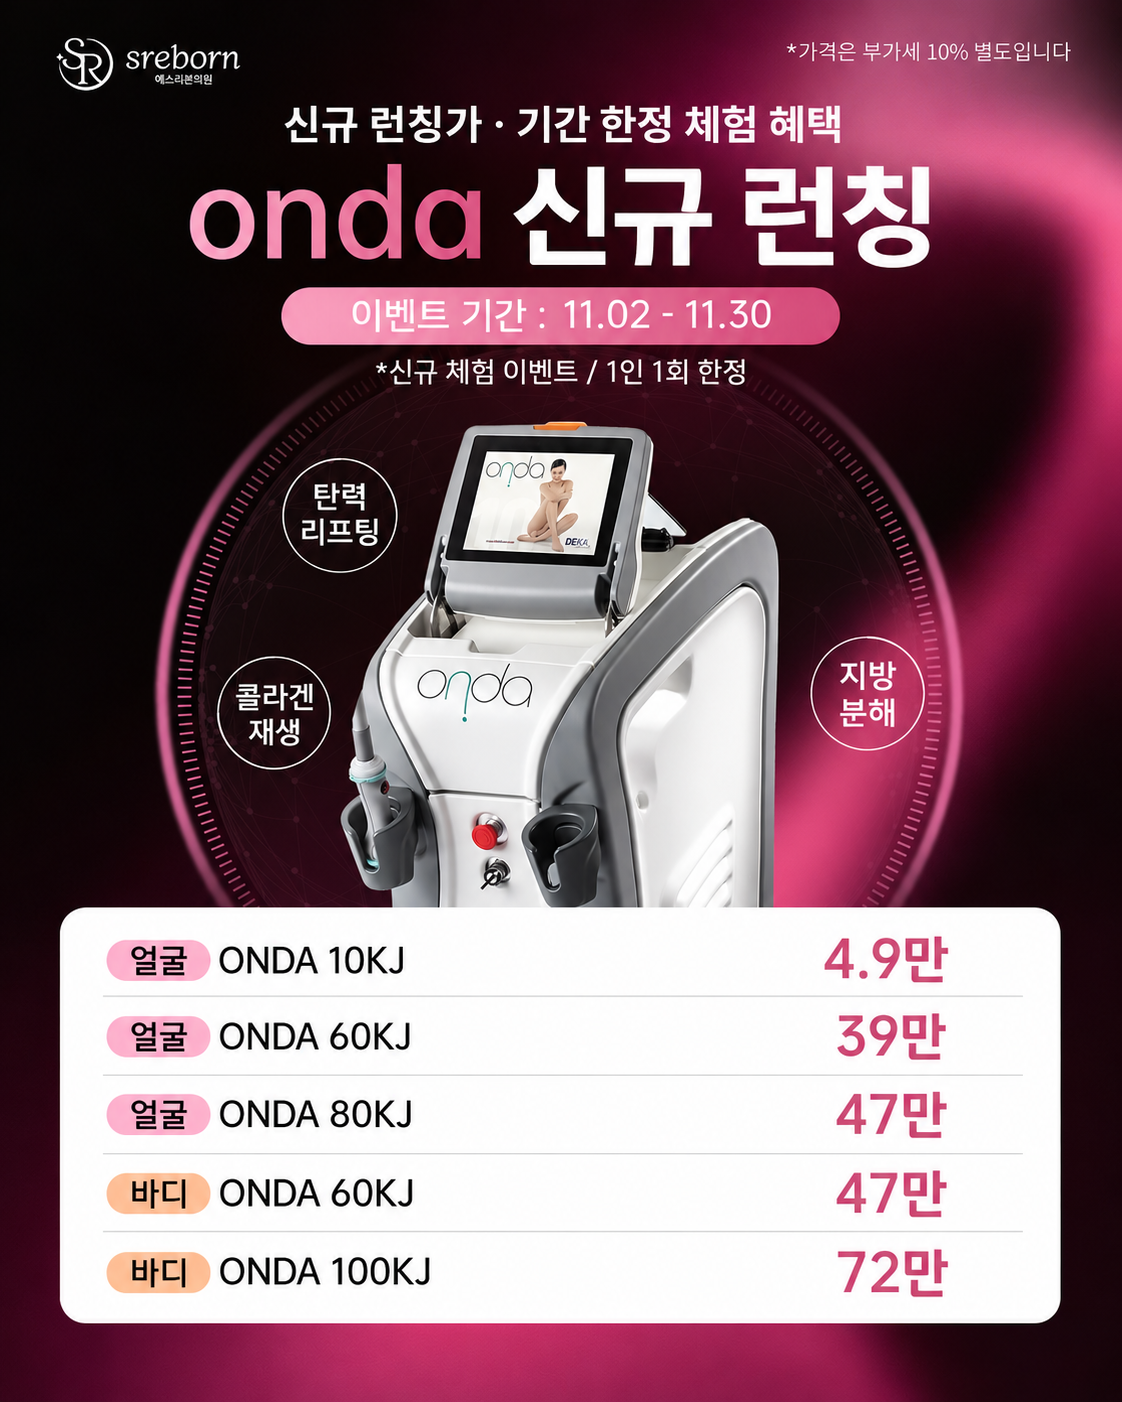 SR sreborn
에스리본의원
*가격은 부가세 10% 별도입니다
신규 런칭가 · 기간 한정 체험 혜택
onda 신규 런칭
이벤트 기간 : 11.02 - 11.30
*신규 체험 이벤트 / 1인 1회 한정
onda
DEKA
탄력
리프팅
onda
콜라겐
재생
지방
분해
얼굴 ONDA 10KJ 4.9만
얼굴 ONDA 60KJ 39만
얼굴 ONDA 80KJ 47만
바디 ONDA 60KJ 47만
바디 ONDA 100KJ 72만